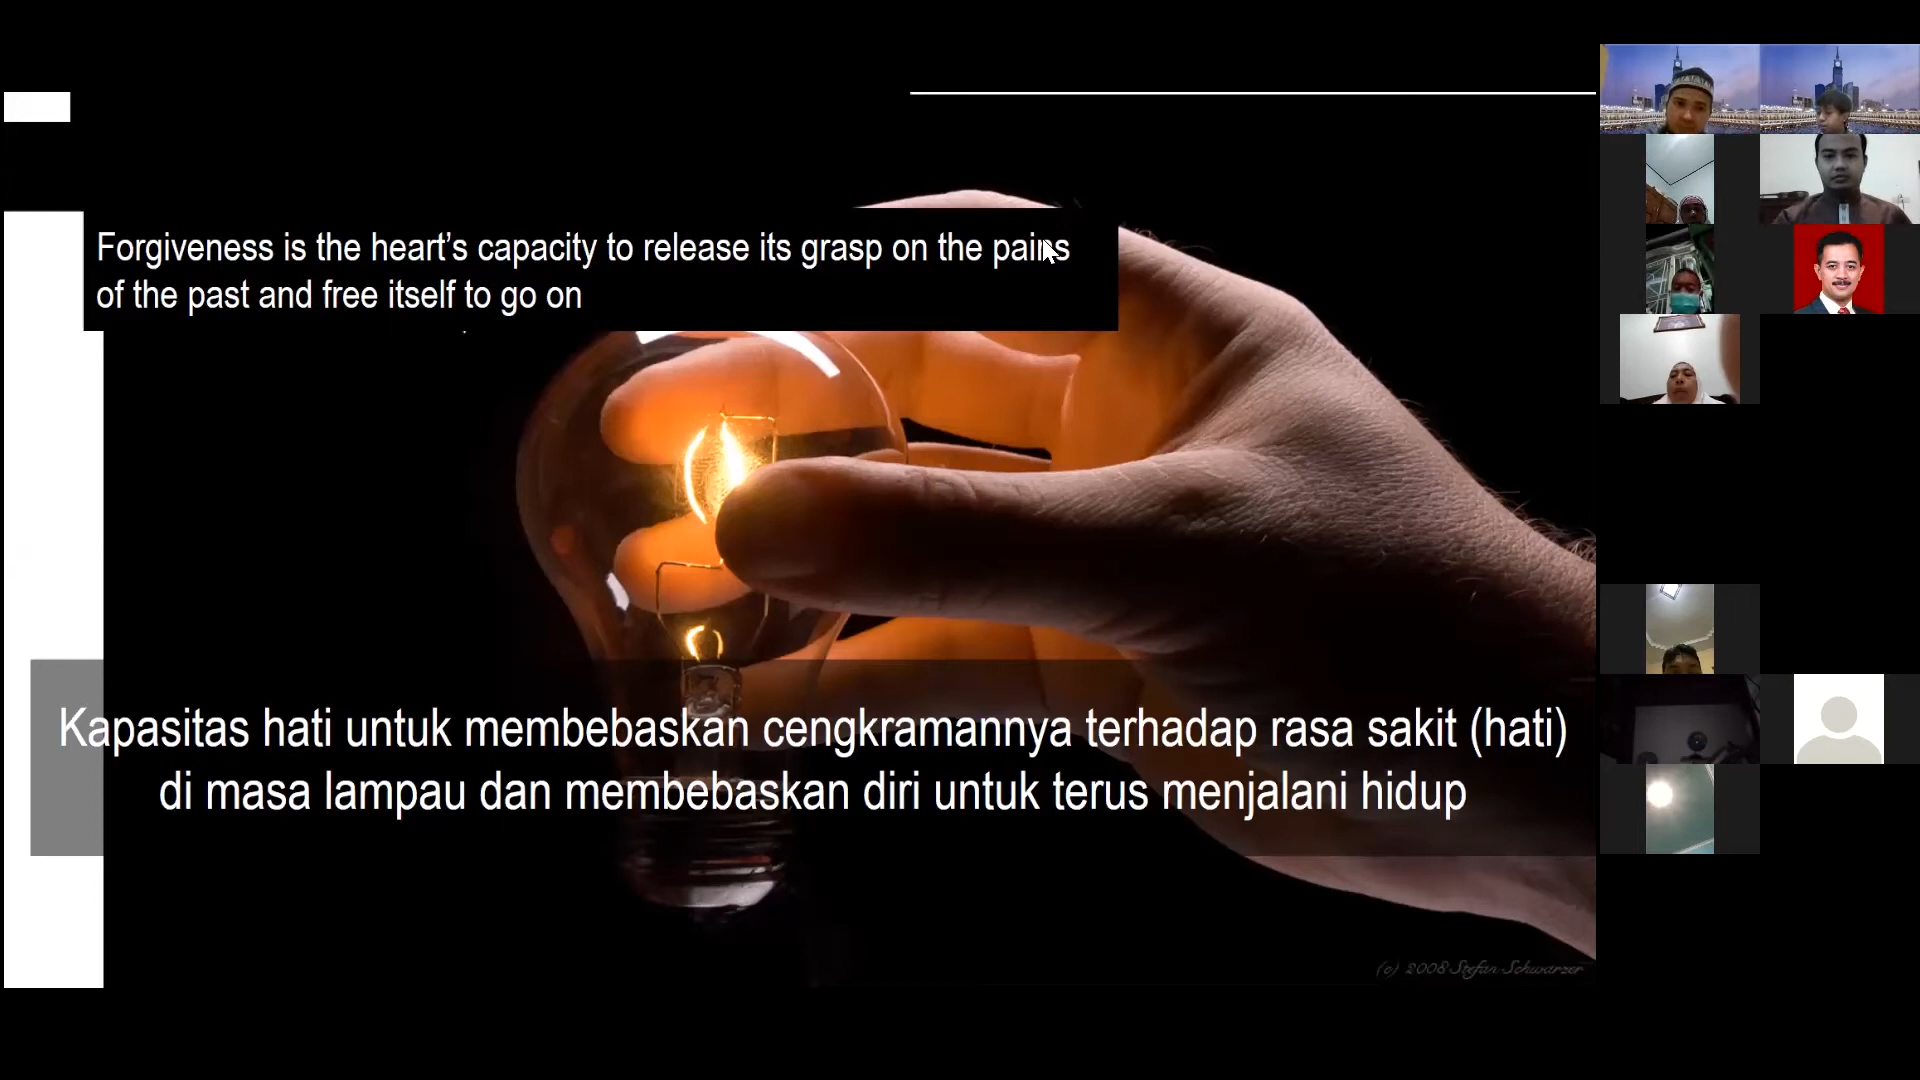 Forgiveness is the heart’s capacity to release its grasp on the pains
of the past and free itself to go on
Kapasitas hati untuk membebaskan cengkramannya terhadap rasa sakit (hati)
di masa lampau dan membebaskan diri untuk terus menjalani hidup
(c) 2008 Stefan Schwarzer